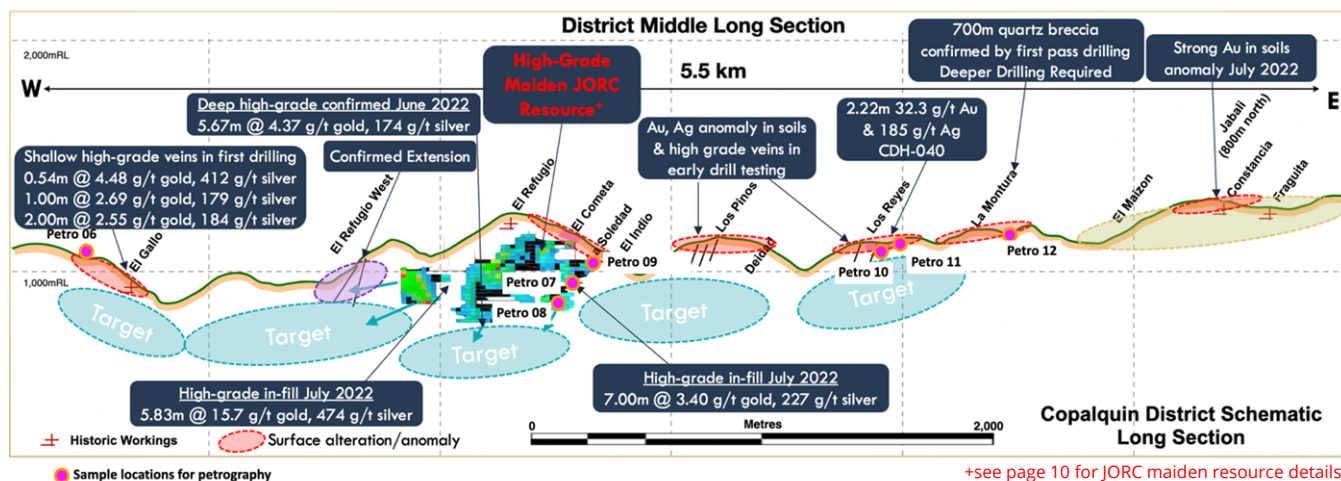 District Middle Long Section
2,000mRL
W
5.5 km
E
High-Grade
Maiden JORC
Resource+
700m quartz breccia
confirmed by first pass drilling
Deeper Drilling Required
Strong Au in soils
anomaly July 2022
Deep high-grade confirmed June 2022
5.67m @ 4.37 g/t gold, 174 g/t silver
2.22m 32.3 g/t Au
& 185 g/t Ag
CDH-040
Au, Ag anomaly in soils
& high grade veins in
early drill testing
Shallow high-grade veins in first drilling
0.54m @ 4.48 g/t gold, 412 g/t silver
1.00m @ 2.69 g/t gold, 179 g/t silver
2.00m @ 2.55 g/t gold, 184 g/t silver
Confirmed Extension
Petro 06
El Gallo
El Refugio West
El Refugio
El Cometa
a Soledad
El Indio
Los Pinos
Deidad
Los Reyes
La Montura
El Maizon
Jabali
(800m north)
Constancia
Fraguita
Petro 07
Petro 08
Petro 09
Petro 10
Petro 11
Petro 12
1,000mRL
Target
Target
Target
Target
Target
High-grade in-fill July 2022
5.83m @ 15.7 g/t gold, 474 g/t silver
High-grade in-fill July 2022
7.00m @ 3.40 g/t gold, 227 g/t silver
Historic Workings
Surface alteration/anomaly
0
Metres
2,000
Copalquin District Schematic
Long Section
Sample locations for petrography
+see page 10 for JORC maiden resource details